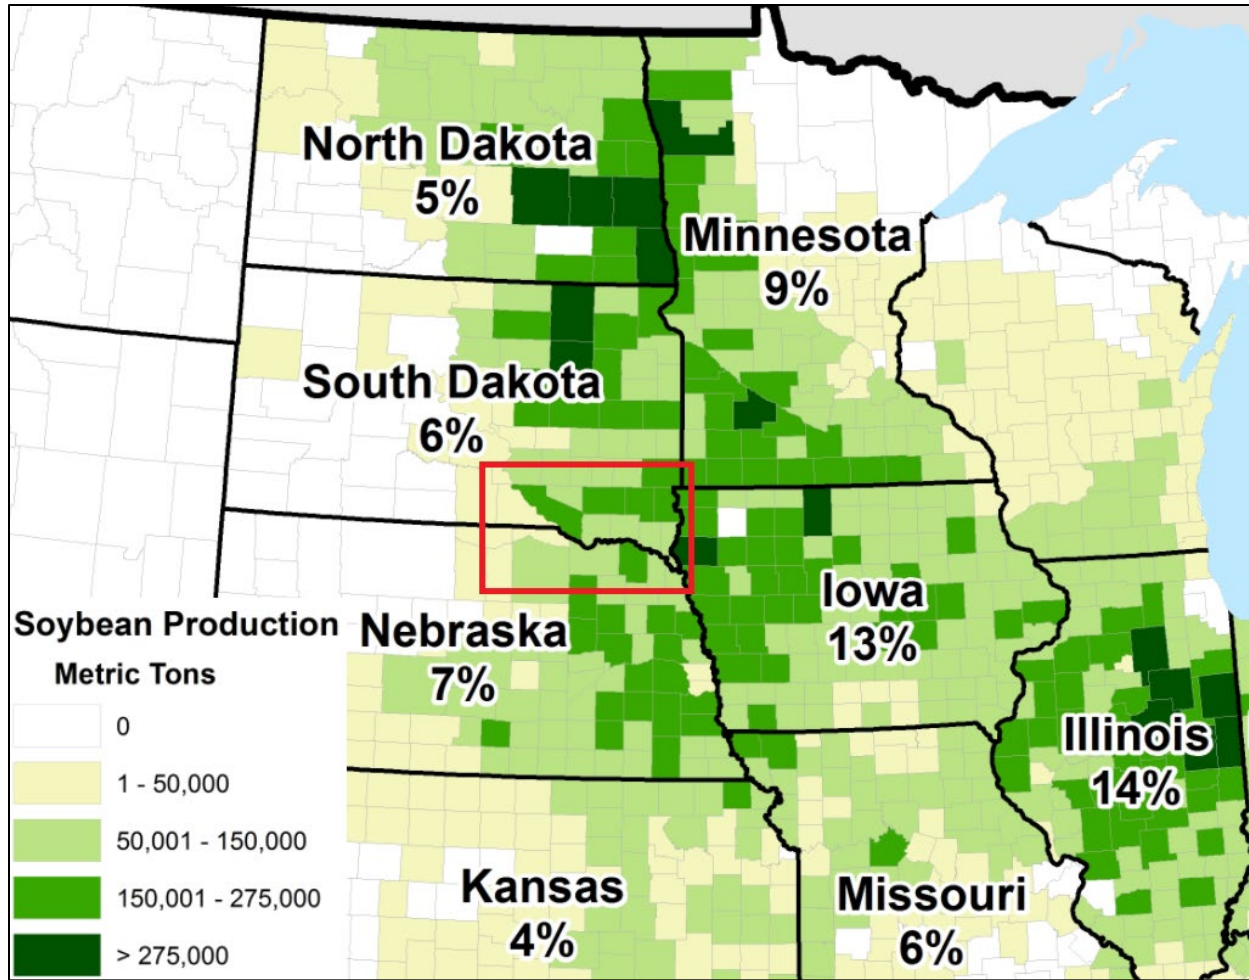 North Dakota
5%
Minnesota
9%
South Dakota
6%
Iowa
13%
Nebraska
7%
Illinois
14%
Kansas
4%
Missouri
6%
Soybean Production
Metric Tons
0
1 - 50,000
50,001 - 150,000
150,001 - 275,000
> 275,000